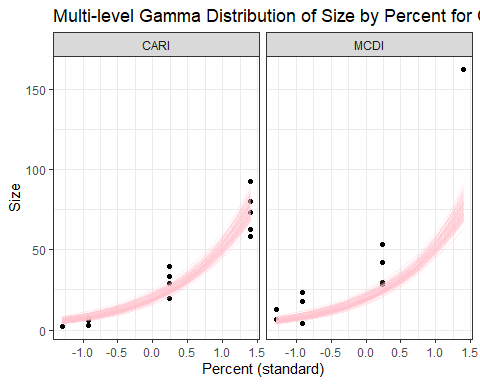 Multi-level Gamma Distribution of Size by Percent for
CARI MCDI
150
100
50
0
Size
-1.0 -0.5 0.0 0.5 1.0 1.5 -1.0 -0.5 0.0 0.5 1.0 1.5
Percent (standard)